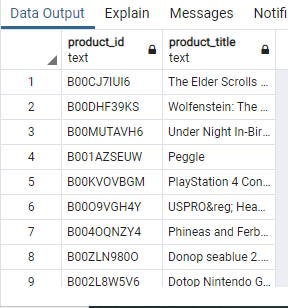 Data Output Explain Messages Notifi
product_id product_title
text text
1 B00CJ7IUI6 The Elder Scrolls ...
2 B00DHF39KS Wolfenstein: The ...
3 B00MUTAVH6 Under Night In-Bir...
4 B001AZSEUW Peggle
5 B00KVOVBGM PlayStation 4 Con...
6 B00O9VGH4Y USPRO&reg; Hea...
7 B004OQNZY4 Phineas and Ferb...
8 B00ZLN980O Donop seablue 2....
9 B002L8W5V6 Dotop Nintendo G...